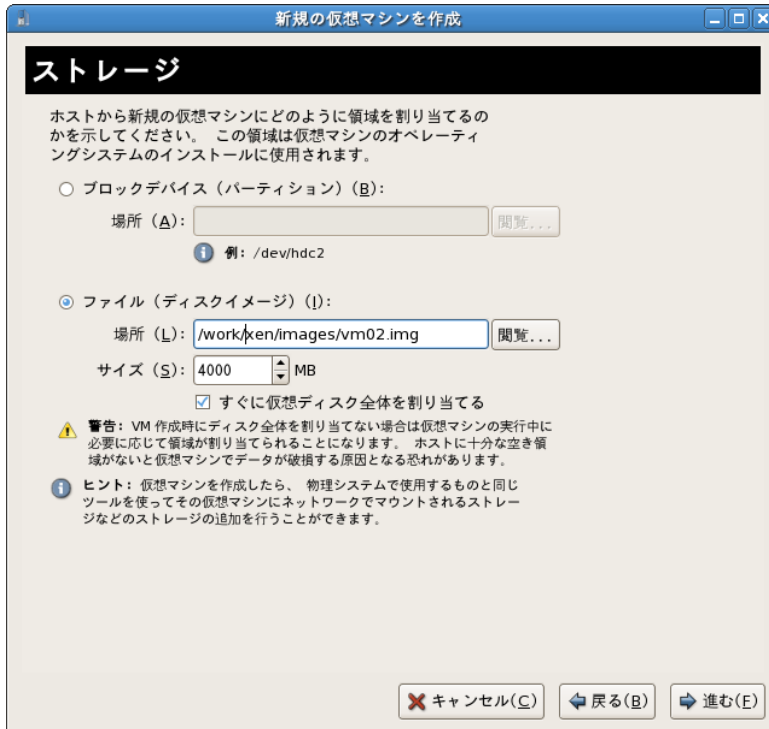 新規の仮想マシンを作成
ストレージ
ホストから新規の仮想マシンにどのように領域を割り当てるの
かを示してください。 この領域は仮想マシンのオペレーティ
ングシステムのインストールに使用されます。
ブロックデバイス（パーティション）(B):
場所 (A):
閲覧...
例: /dev/hdc2
ファイル（ディスクイメージ）(I):
場所 (L): /work/xen/images/vm02.img 閲覧...
サイズ (S): 4000 MB
すぐに仮想ディスク全体を割り当てる
警告: VM 作成時にディスク全体を割り当てない場合は仮想マシンの実行中に
必要に応じて領域が割り当てられることになります。 ホストに十分な空き領
域がないと仮想マシンでデータが破損する原因となる恐れがあります。
ヒント: 仮想マシンを作成したら、 物理システムで使用するものと同じ
ツールを使ってその仮想マシンにネットワークでマウントされるストレー
ジなどのストレージの追加を行うことができます。
キャンセル(C) 戻る(B) 進む(F)